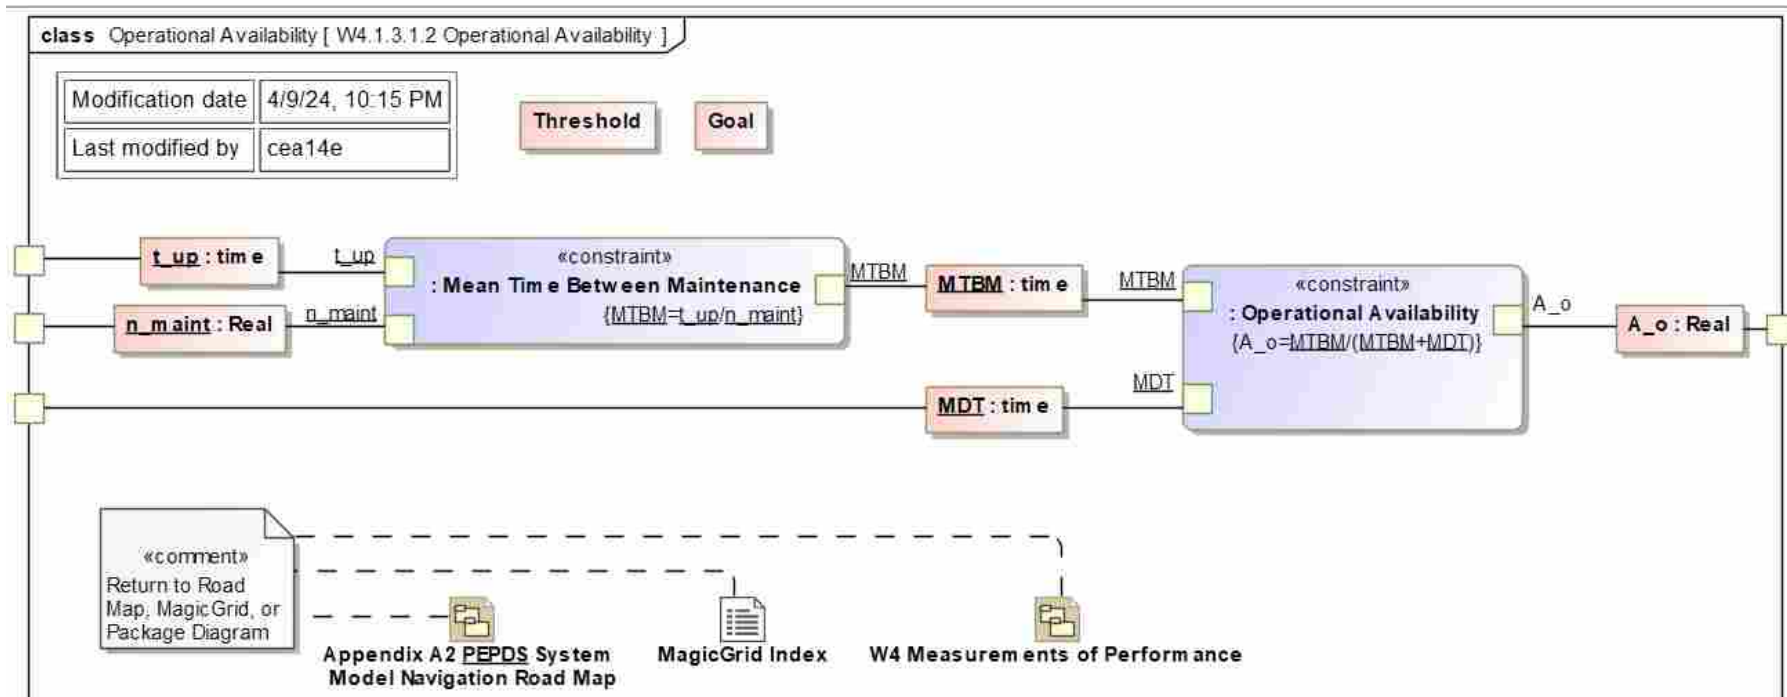 class Operational Availability [ W4.1.3.1.2 Operational Availability ]
Modification date 4/9/24, 10:15 PM
Last modified by cea14e
Threshold
Goal
t_up : time
t_up
n_maint : Real
n_maint
«constraint»
: Mean Time Between Maintenance
{MTBM=t_up/n_maint}
MTBM
MTBM : time
MTBM
MDT : time
MDT
«constraint»
: Operational Availability
{A_o=MTBM/(MTBM+MDT)}
A_o
A_o : Real
«comment»
Return to Road
Map, MagicGrid, or
Package Diagram
Appendix A2 PEPDS System
Model Navigation Road Map
MagicGrid Index
W4 Measurements of Performance